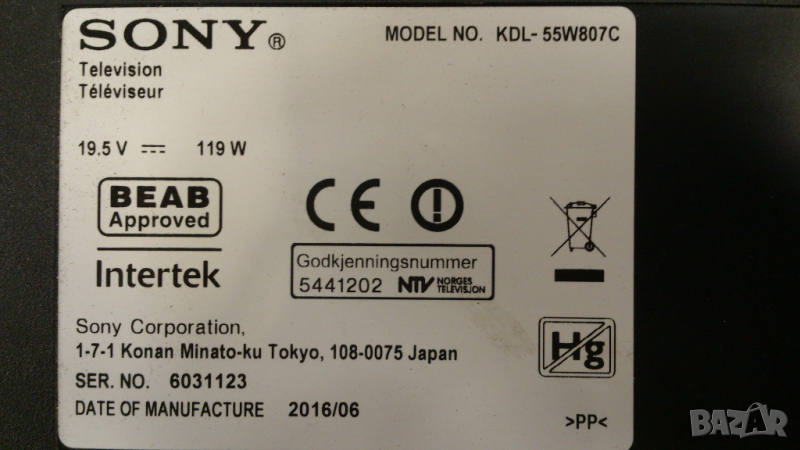 SONY®
MODEL NO. KDL-55W807C
Television
Téléviseur
19.5 V 119 W
BEAB
Approved
Intertek
CE
Godkjenningsnummer
5441202 NTV NORGES TELEVISJON
Hg
Sony Corporation,
1-7-1 Konan Minato-ku Tokyo, 108-0075 Japan
SER. NO. 6031123
DATE OF MANUFACTURE 2016/06
>PP<
BAZAR